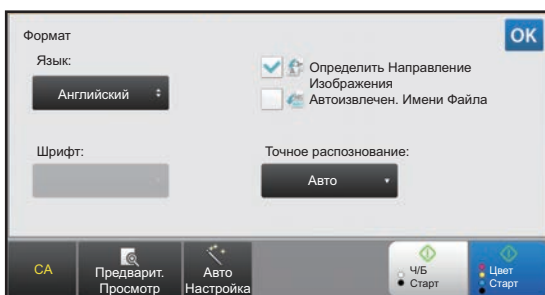 Формат
OK
Язык:
Английский
Определить Направление
Изображения
Автоизвлечен. Имени Файла
Шрифт:
Точное распознование:
Авто
CA
Предварит.
Просмотр
Авто
Настройка
Ч/Б
Старт
Цвет
Старт